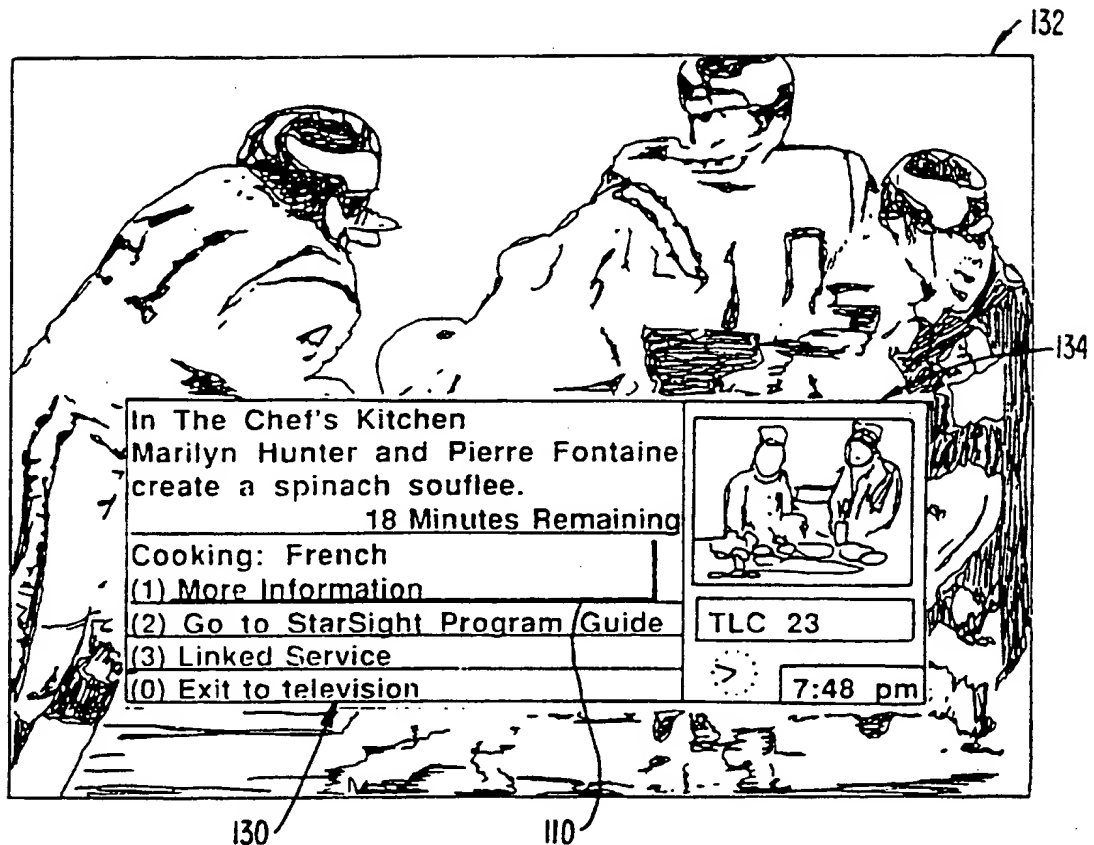 132
134
In The Chef's Kitchen
Marilyn Hunter and Pierre Fontaine
create a spinach souflee.
18 Minutes Remaining
Cooking: French
(1) More Information
(2) Go to StarSight Program Guide
(3) Linked Service
(0) Exit to television
TLC 23
7:48 pm
130
110